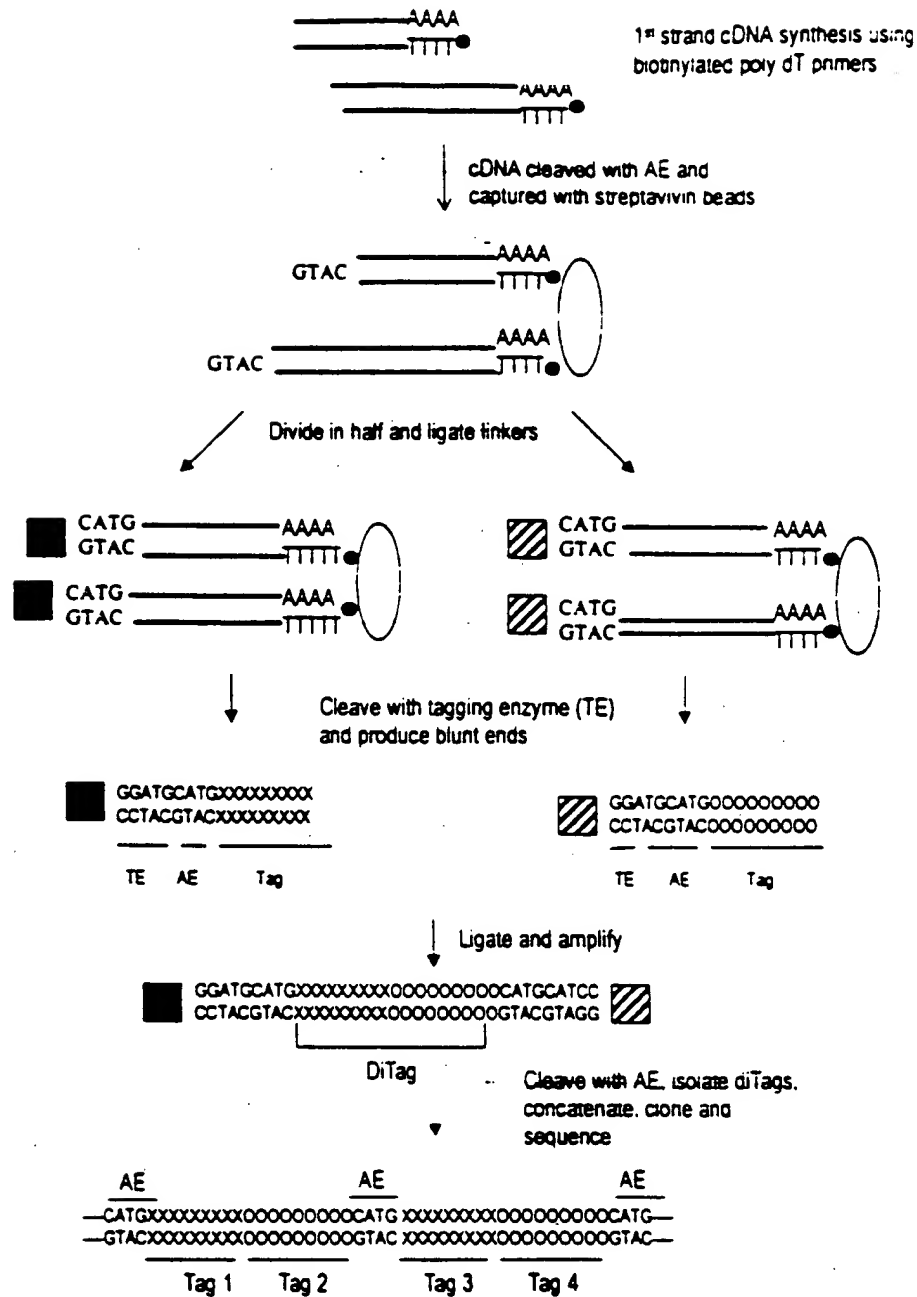 AAAA
TTTT
1st strand cDNA synthesis using
biotinylated poly dT primers
AAAA
TTTT
cDNA cleaved with AE and
captured with streptavivin beads
AAAA
GTAC
TTTT
AAAA
GTAC
TTTT
Divide in half and ligate linkers
CATG AAAA
GTAC TTTTT
CATG AAAA
GTAC TTTTT
CATG AAAA
GTAC TTTT
CATG AAAA
GTAC TTTT
Cleave with tagging enzyme (TE)
and produce blunt ends
GGATGCATGXXXXXXXXX
CCTACGTACXXXXXXXXX
TE AE Tag
GGATGCATGOOOOOOOOO
CCTACGTACOOOOOOOOO
TE AE Tag
Ligate and amplify
GGATGCATGXXXXXXXXXOOOOOOOOOCATGCATCC
CCTACGTACXXXXXXXXXOOOOOOOOOGTACGTAGG
DiTag
Cleave with AE, isolate diTags,
concatenate, clone and
sequence
AE AE AE
CATGXXXXXXXXXOOOOOOOOOCATGXXXXXXXXXOOOOOOOOOCATG
GTACXXXXXXXXXOOOOOOOOOGTACXXXXXXXXXOOOOOOOOOGTAC
Tag 1 Tag 2 Tag 3 Tag 4